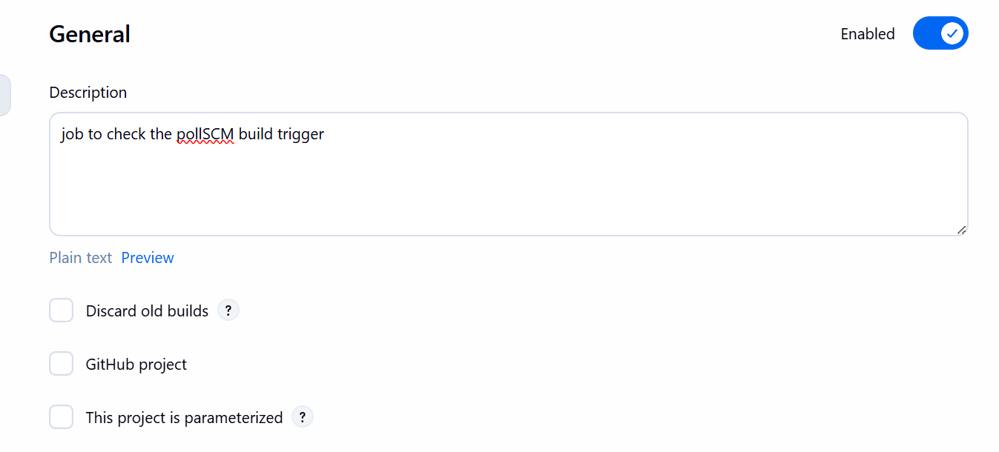 General
Enabled
Description
job to check the pollSCM build trigger
Plain text Preview
Discard old builds ?
GitHub project
This project is parameterized ?